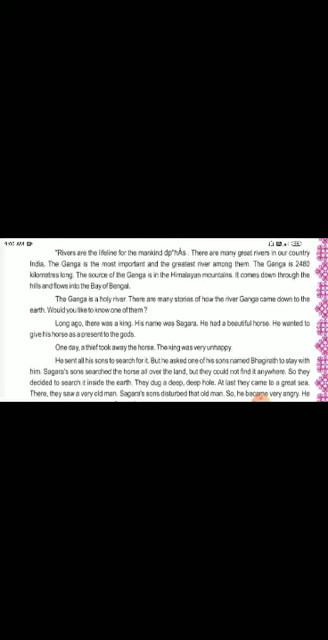 "Rivers are the lifeline for the mankind dþ"hÂs . There are many great rivers in our country
India. The Ganga is the most important and the greatest river among them. The Ganga is 2480
kilometres long. The source of the Ganga is in the Himalayan mountains. It comes down through the
hills and flows into the Bay of Bengal.
The Ganga is a holy river. There are many stories of how the river Ganga came down to the
earth. Would you like to know one of them ?
Long ago, there was a king. His name was Sagara. He had a beautiful horse. He wanted to
give his horse as a present to the gods.
One day, a thief took away the horse. The king was very unhappy.
He sent all his sons to search for it. But he asked one of his sons named Bhagirath to stay with
him. Sagara's sons searched the horse all over the land, but they could not find it anywhere. So they
decided to search it inside the earth. They dug a deep, deep hole. At last they came to a great sea.
There, they saw a very old man. Sagara's sons disturbed that old man. So, he became very angry. He